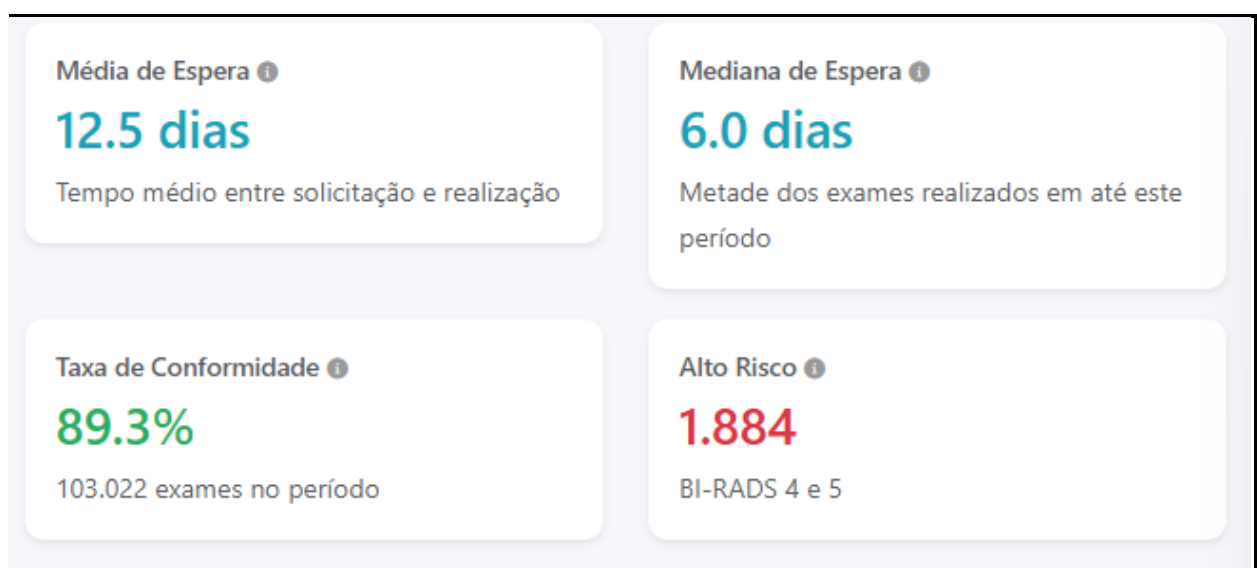 Média de Espera
12.5 dias
Tempo médio entre solicitação e realização
Mediana de Espera
6.0 dias
Metade dos exames realizados em até este
período
Taxa de Conformidade
89.3%
103.022 exames no período
Alto Risco
1.884
BI-RADS 4 e 5